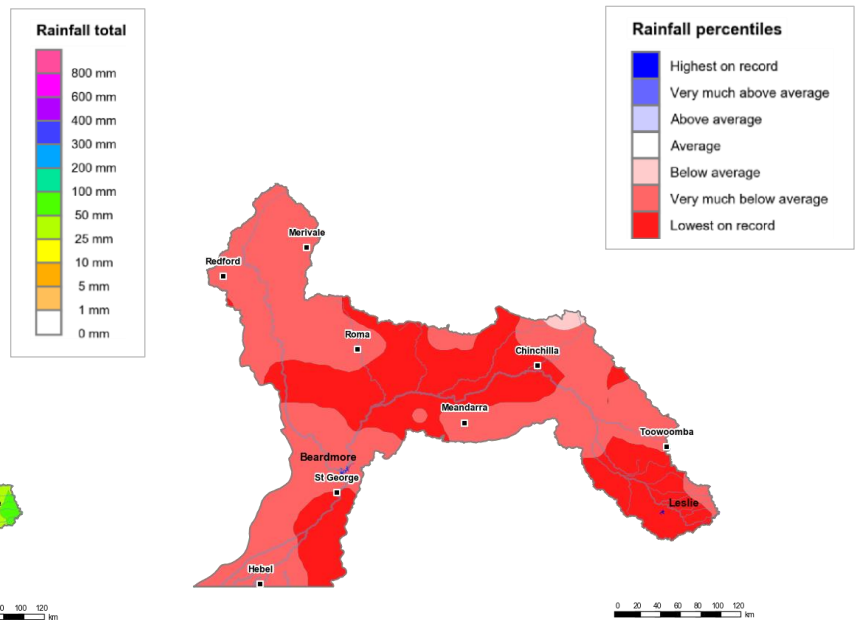 Rainfall total
800 mm
600 mm
400 mm
300 mm
200 mm
100 mm
50 mm
25 mm
10 mm
5 mm
1 mm
0 mm
Rainfall percentiles
Highest on record
Very much above average
Above average
Average
Below average
Very much below average
Lowest on record
Merivale
Redford
Roma
Chinchilla
Meandarra
Toowoomba
Beardmore
St George
Leslie
Hebel
0 100 120
km
0 20 40 60 80 100 120
km